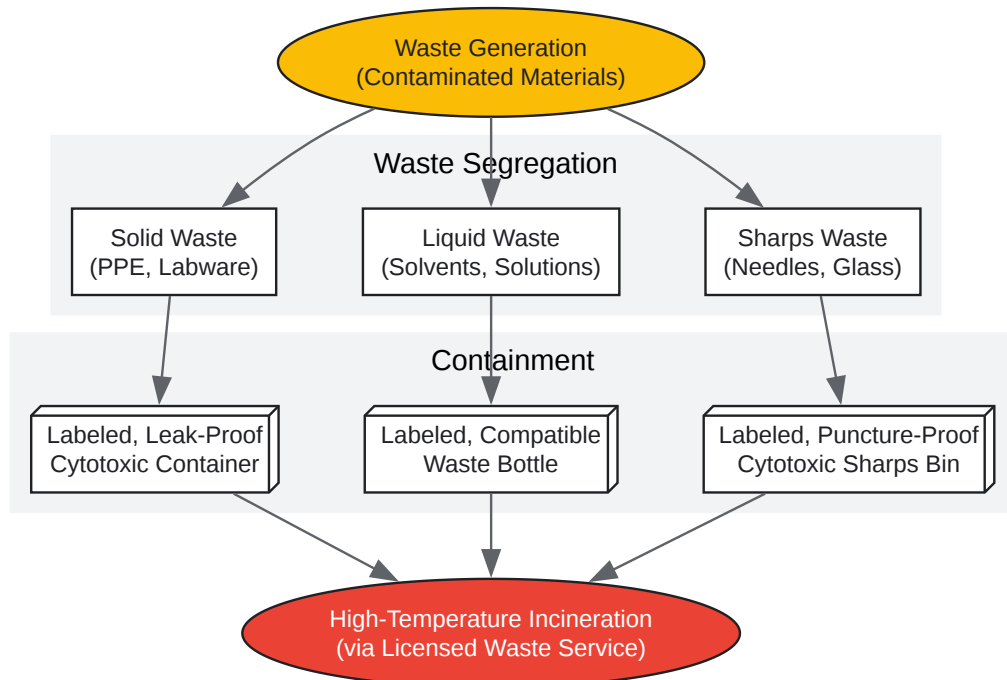 Waste Generation
(Contaminated Materials)
Waste Segregation
Solid Waste
(PPE, Labware)
Liquid Waste
(Solvents, Solutions)
Sharps Waste
(Needles, Glass)
Containment
Labeled, Leak-Proof
Cytotoxic Container
Labeled, Compatible
Waste Bottle
Labeled, Puncture-Proof
Cytotoxic Sharps Bin
High-Temperature Incineration
(via Licensed Waste Service)